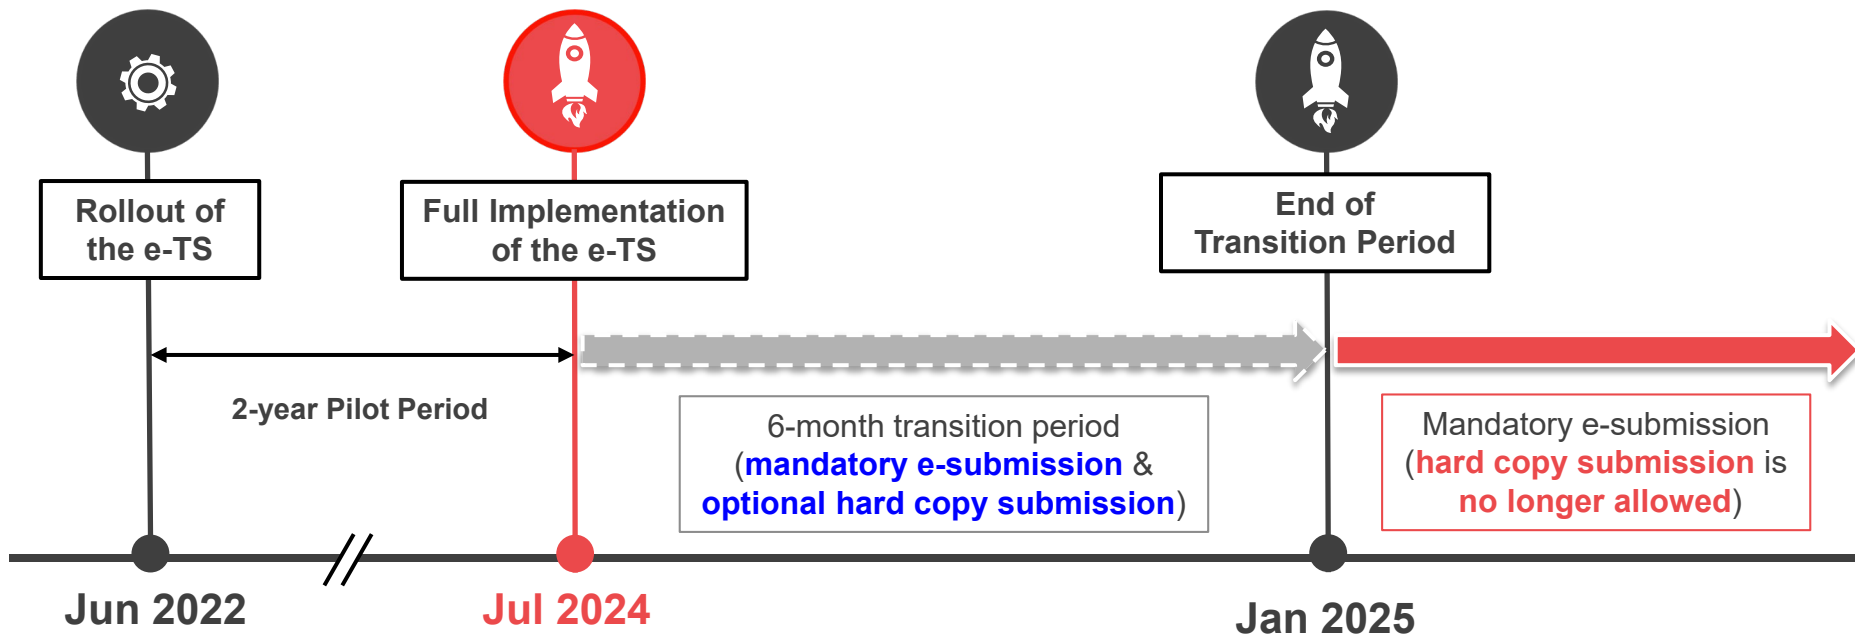 Rollout of
the e-TS
Full Implementation
of the e-TS
End of
Transition Period
2-year Pilot Period
6-month transition period
(mandatory e-submission &
optional hard copy submission)
Mandatory e-submission
(hard copy submission is
no longer allowed)
Jun 2022
Jul 2024
Jan 2025